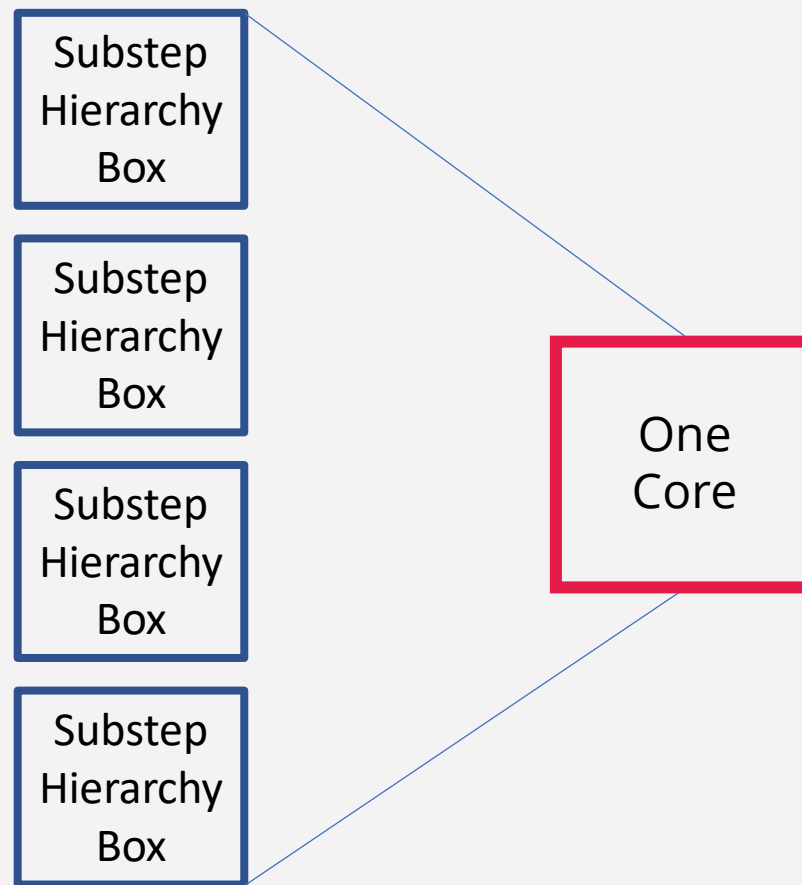 Substep
Hierarchy
Box
Substep
Hierarchy
Box
Substep
Hierarchy
Box
Substep
Hierarchy
Box
One
Core